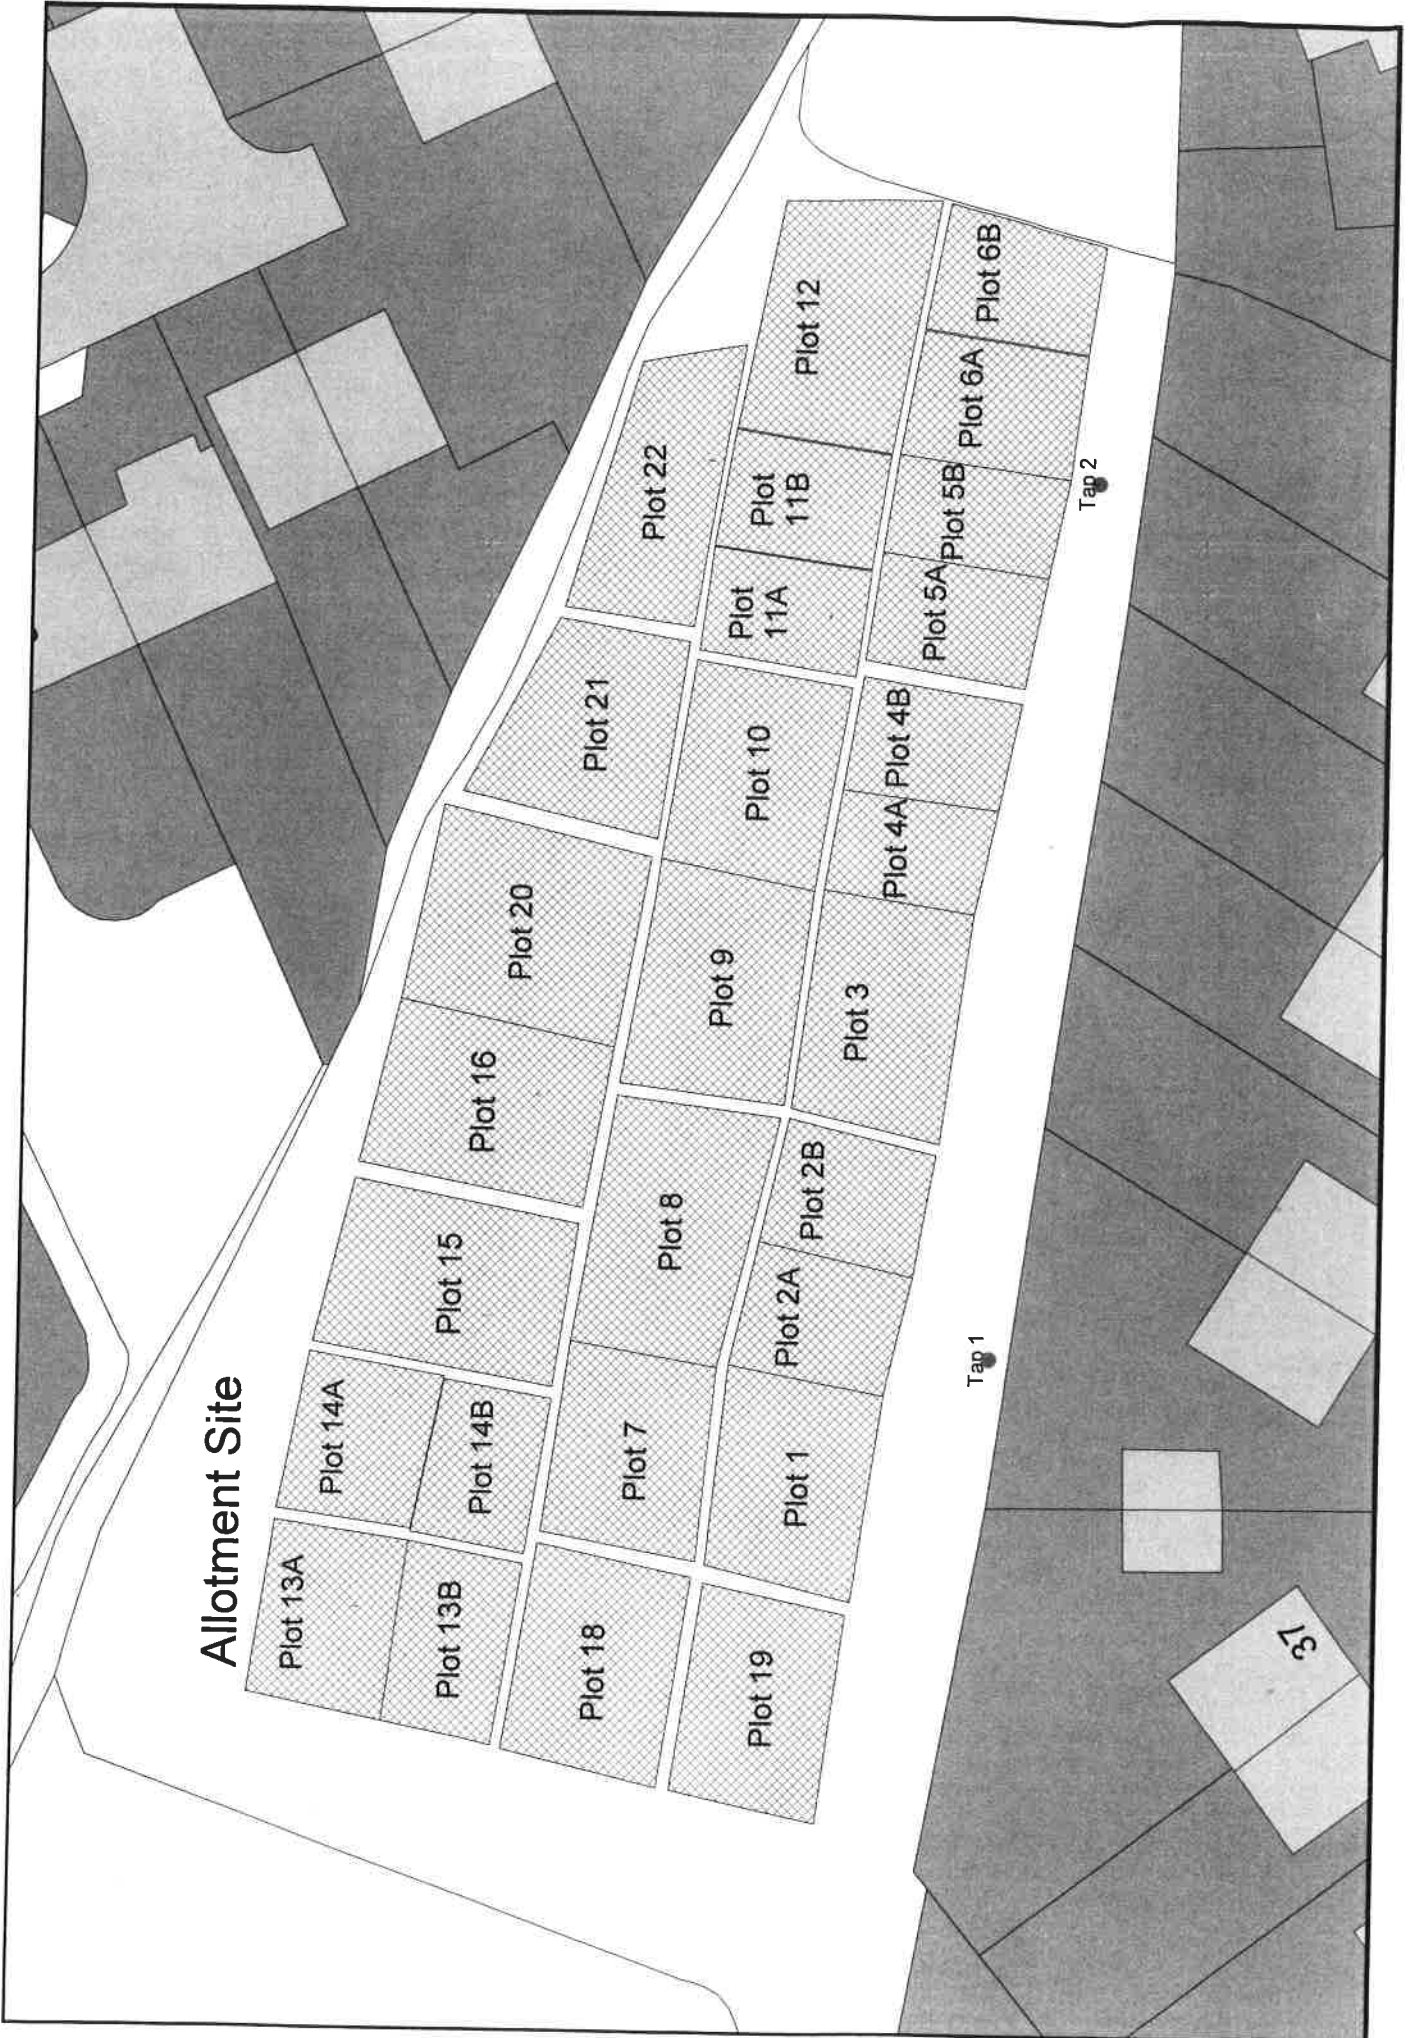 Allotment Site
Plot 13A
Plot 14A
Plot 15
Plot 16
Plot 20
Plot 21
Plot 22
Plot 13B
Plot 14B
Plot 18
Plot 7
Plot 8
Plot 9
Plot 10
Plot
11A
Plot
11B
Plot 12
Plot 19
Plot 1
Plot 2A
Plot 2B
Plot 3
Plot 4A
Plot 4B
Plot 5A
Plot 5B
Plot 6A
Plot 6B
Tap 1
Tap 2
37